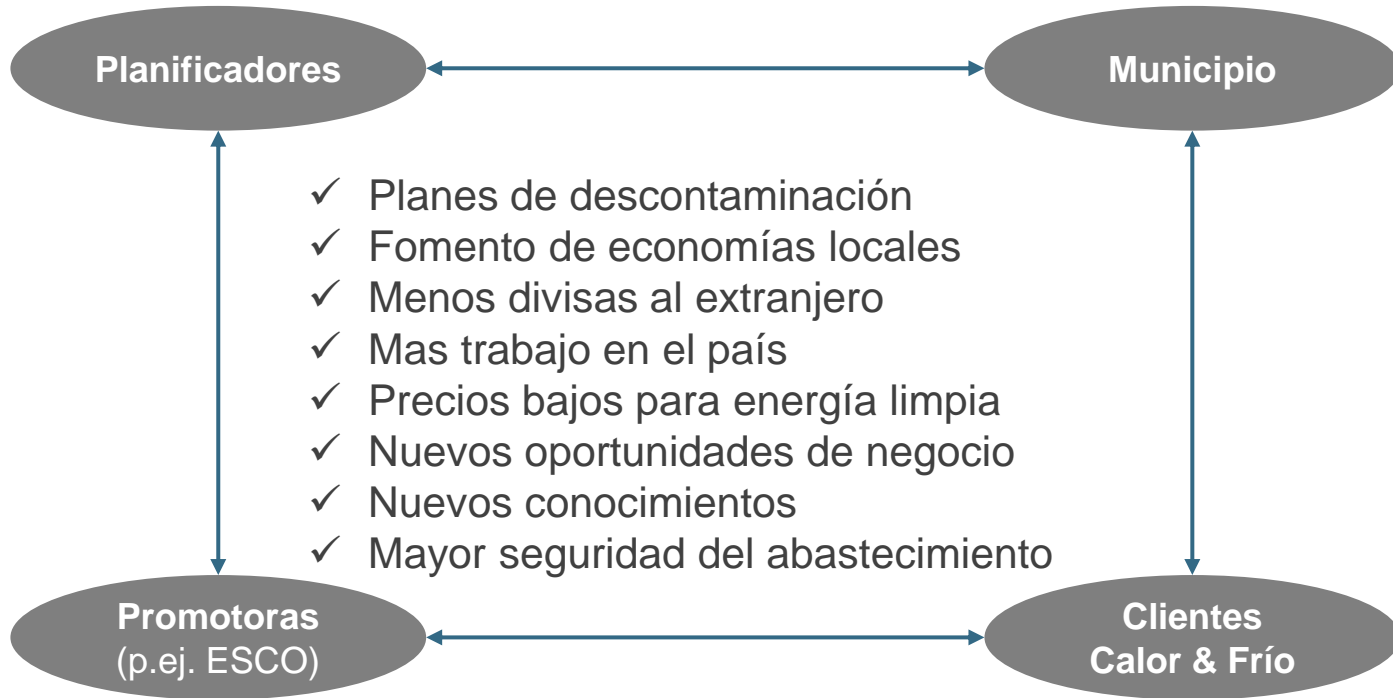 Planificadores
Municipio
✓ Planes de descontaminación
✓ Fomento de economías locales
✓ Menos divisas al extranjero
✓ Mas trabajo en el país
✓ Precios bajos para energía limpia
✓ Nuevos oportunidades de negocio
✓ Nuevos conocimientos
✓ Mayor seguridad del abastecimiento
Promotoras
(p.ej. ESCO)
Clientes
Calor & Frío